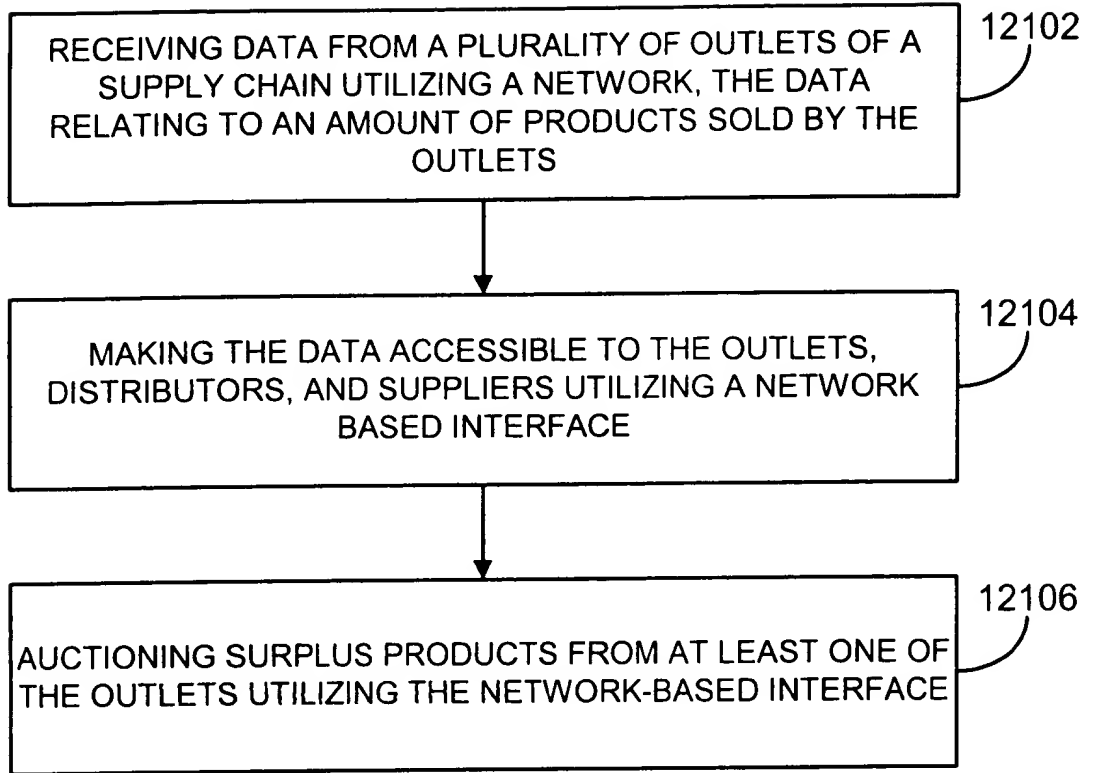 RECEIVING DATA FROM A PLURALITY OF OUTLETS OF A
SUPPLY CHAIN UTILIZING A NETWORK, THE DATA
RELATING TO AN AMOUNT OF PRODUCTS SOLD BY THE
OUTLETS
12102
MAKING THE DATA ACCESSIBLE TO THE OUTLETS,
DISTRIBUTORS, AND SUPPLIERS UTILIZING A NETWORK
BASED INTERFACE
12104
AUCTIONING SURPLUS PRODUCTS FROM AT LEAST ONE OF
THE OUTLETS UTILIZING THE NETWORK-BASED INTERFACE
12106